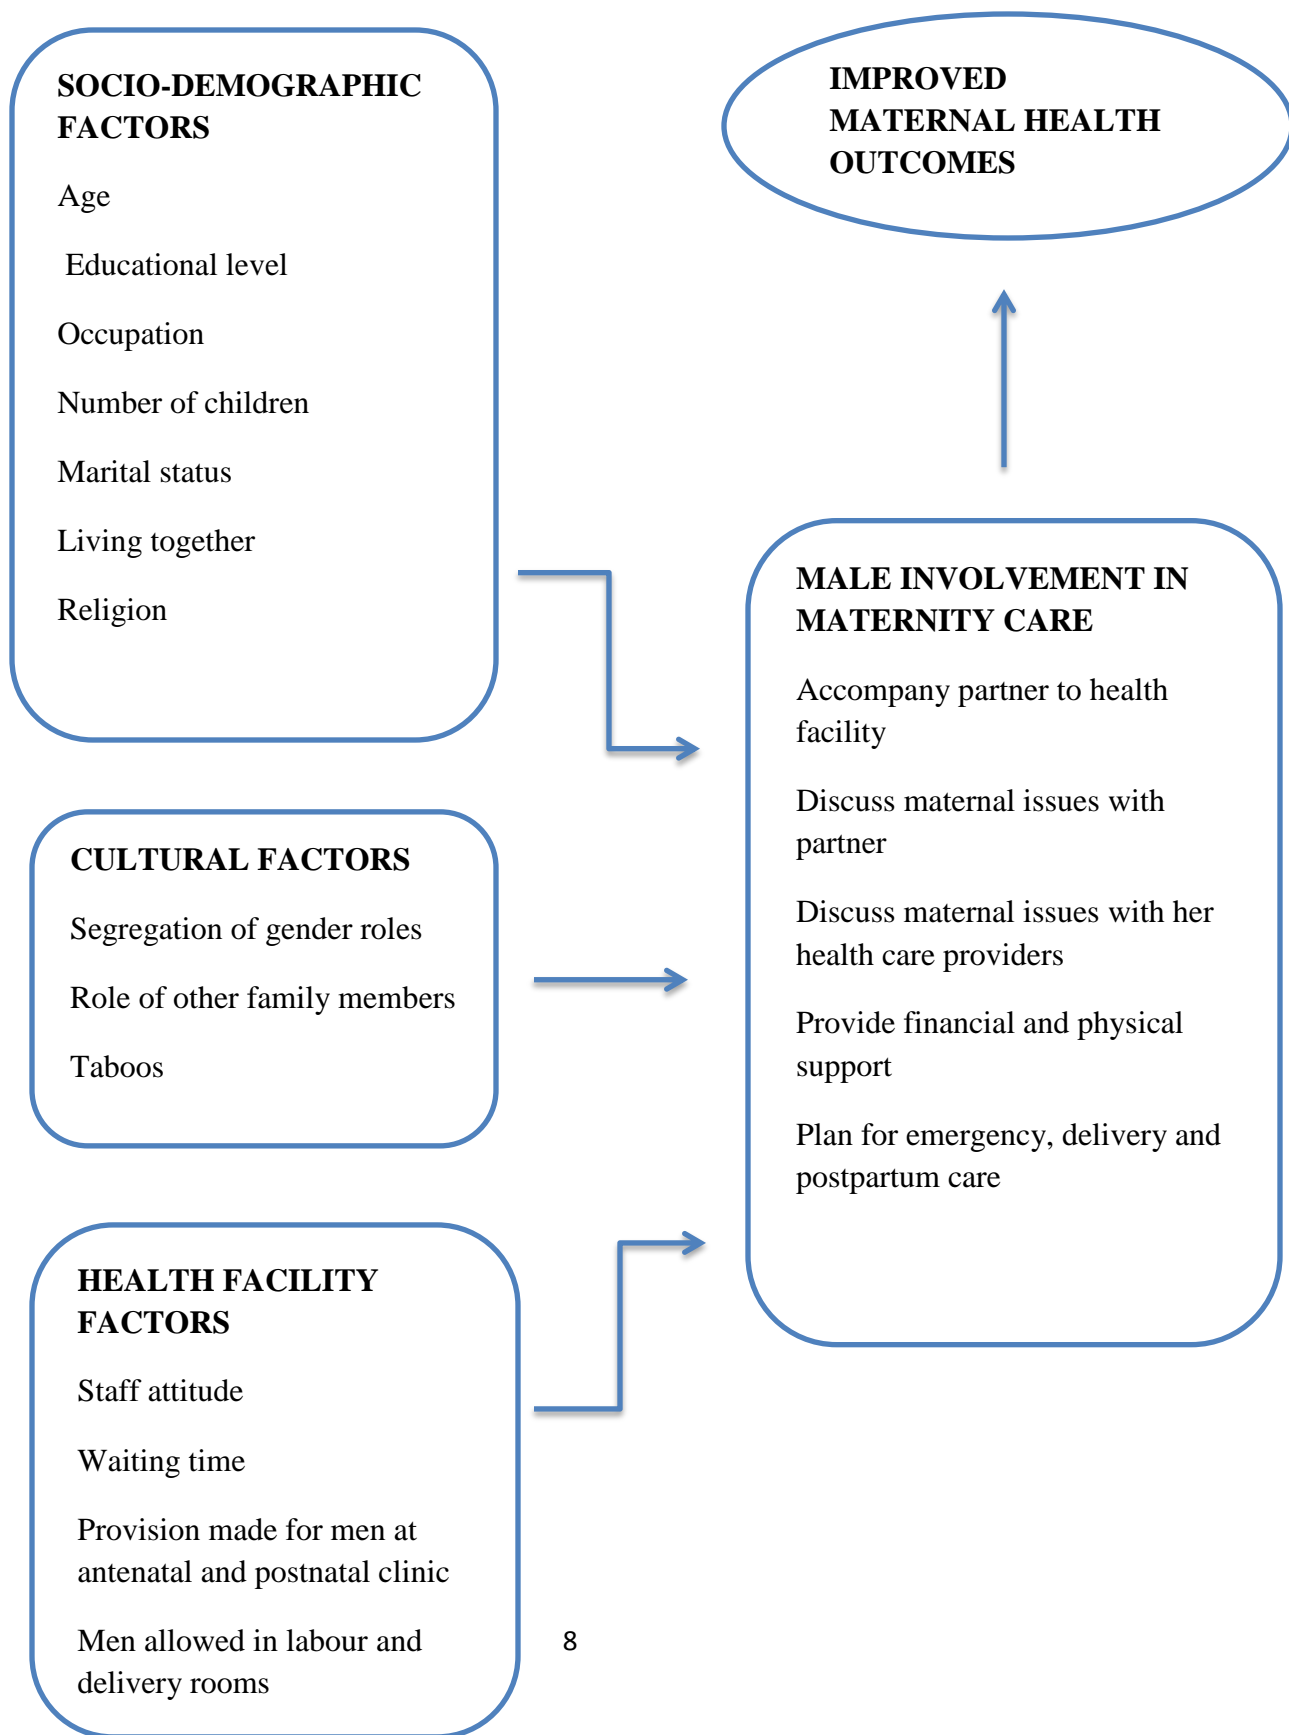 SOCIO-DEMOGRAPHIC
FACTORS
Age
Educational level
Occupation
Number of children
Marital status
Living together
Religion
IMPROVED
MATERNAL HEALTH
OUTCOMES
CULTURAL FACTORS
Segregation of gender roles
Role of other family members
Taboos
MALE INVOLVEMENT IN
MATERNITY CARE
Accompany partner to health
facility
Discuss maternal issues with
partner
Discuss maternal issues with her
health care providers
Provide financial and physical
support
Plan for emergency, delivery and
postpartum care
HEALTH FACILITY
FACTORS
Staff attitude
Waiting time
Provision made for men at
antenatal and postnatal clinic
Men allowed in labour and
delivery rooms
8